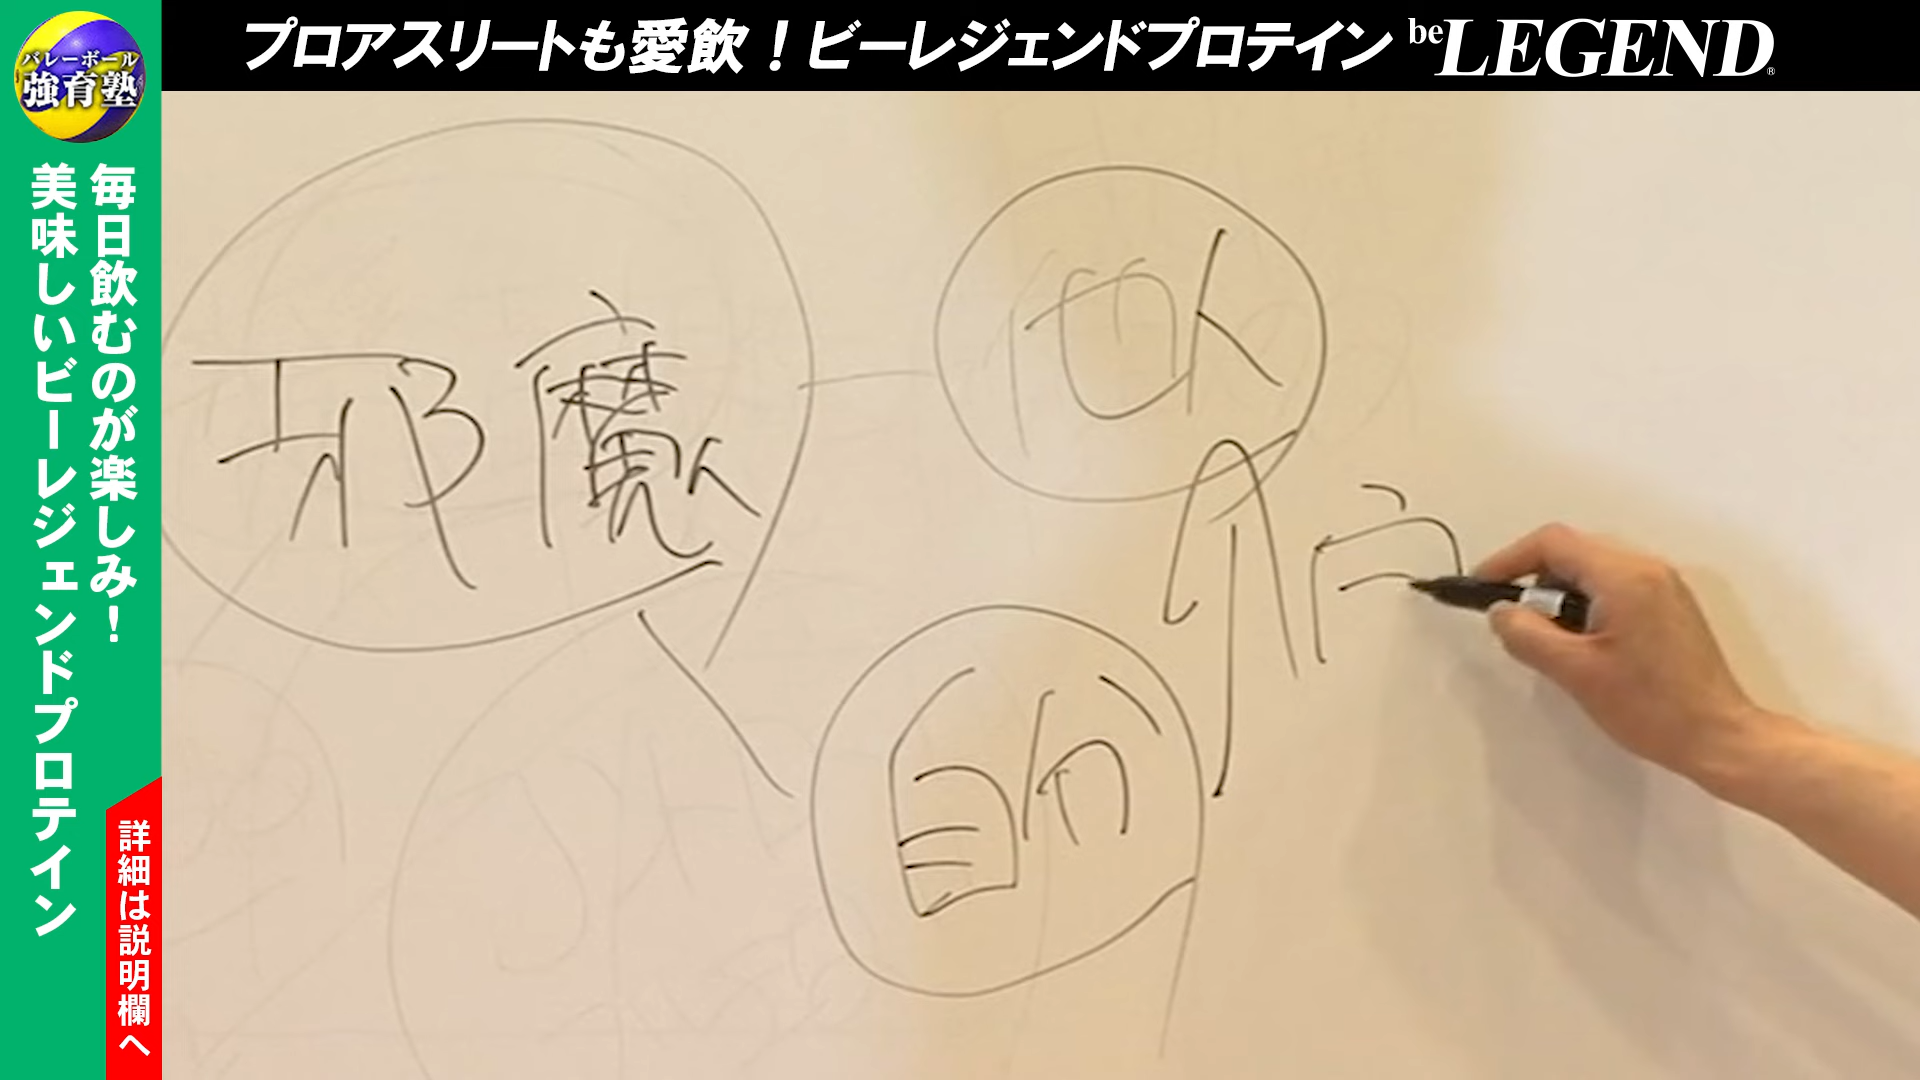 バレーボール
強育塾
プロアスリートも愛飲！ビーレジェンドプロテイン be LEGEND®
毎日飲むのが楽しみ！
美味しいビーレジェンドプロテイン
詳細は説明欄へ
邪魔
他人
自分